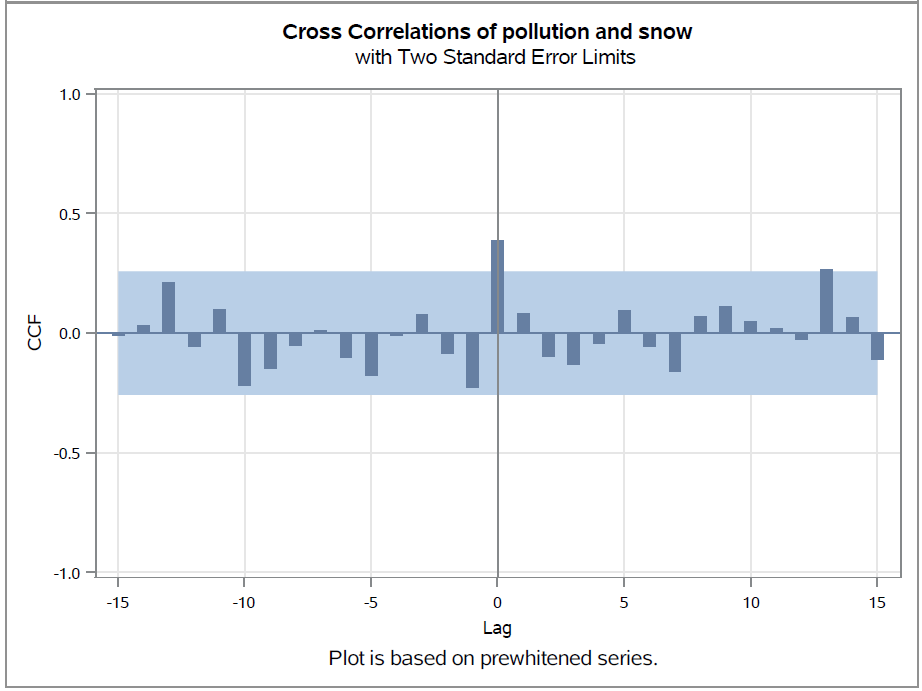 Cross Correlations of pollution and snow
with Two Standard Error Limits
1.0
0.5
0.0
-0.5
-1.0
CCF
-15 -10 -5 0 5 10 15
Lag
Plot is based on prewhitened series.